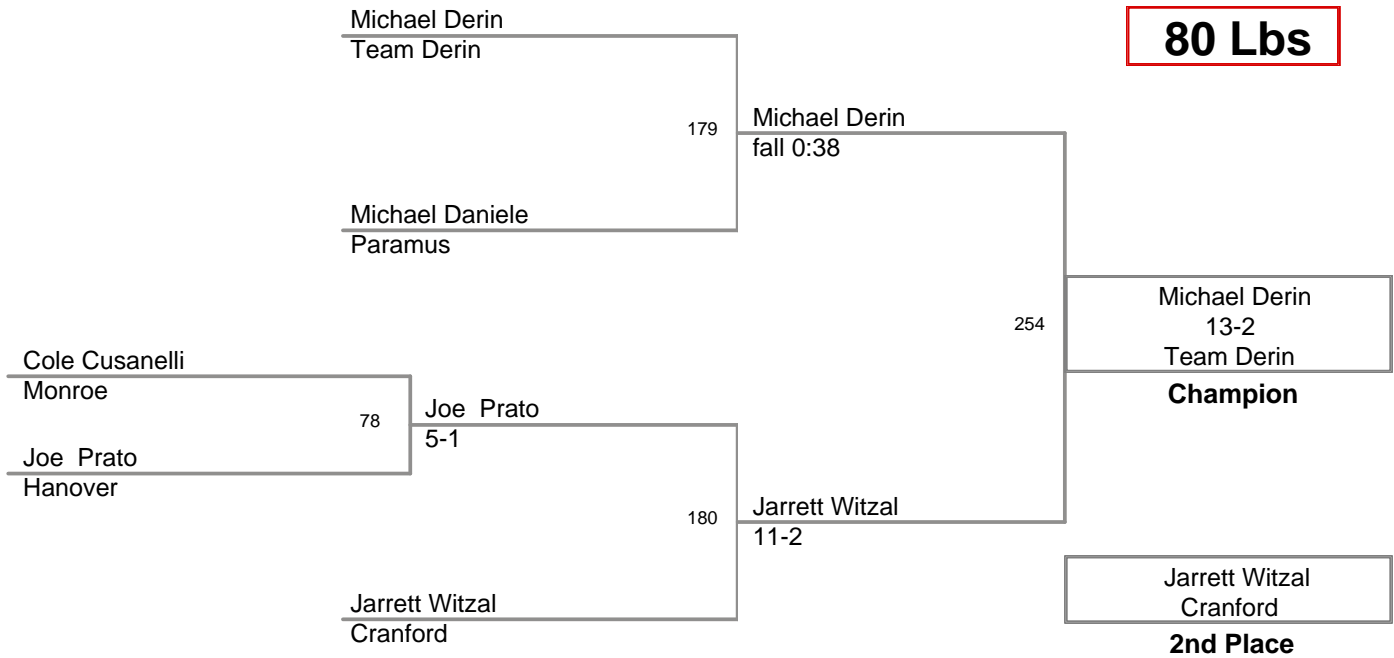 Michael Derin
Team Derin
80 Lbs
179
Michael Derin
fall 0:38
Michael Daniele
Paramus
254
Michael Derin
13-2
Team Derin
Champion
Cole Cusanelli
Monroe
78
Joe Prato
5-1
Joe Prato
Hanover
180
Jarrett Witzal
11-2
Jarrett Witzal
Cranford
Jarrett Witzal
Cranford
2nd Place